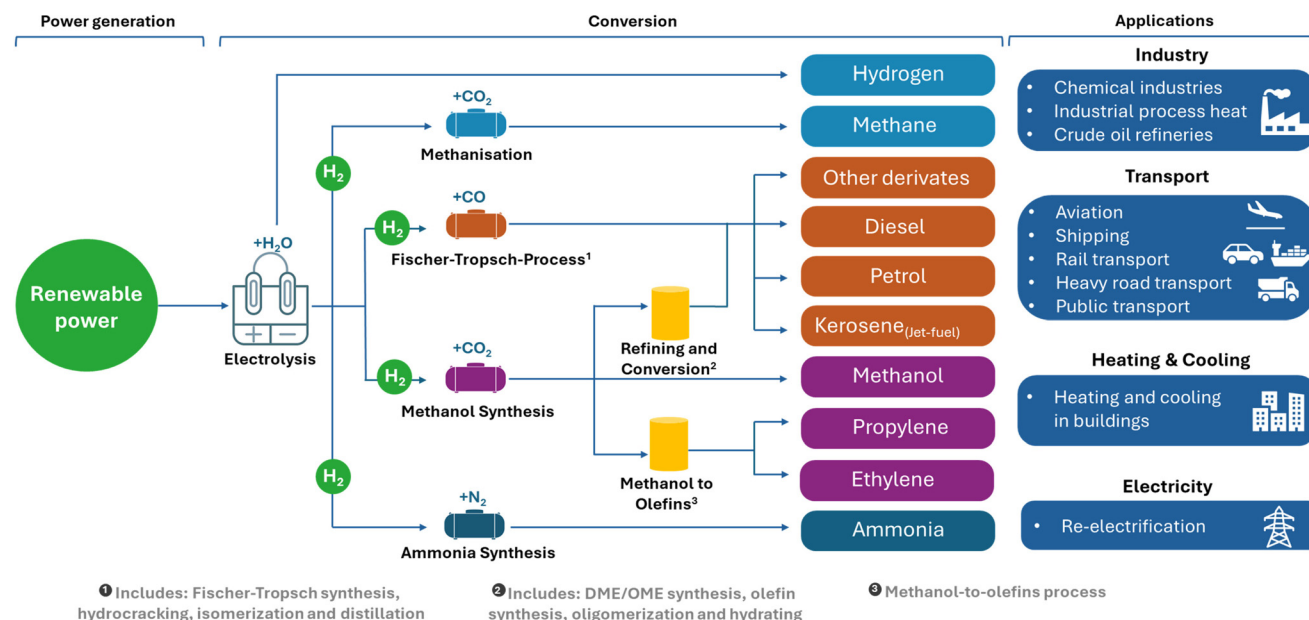 Power generation
Conversion
Applications
Renewable
power
+H₂O
+ −
Electrolysis
H₂
H₂
H₂
H₂
+CO₂
Methanisation
+CO
Fischer-Tropsch-Process¹
+CO₂
Methanol Synthesis
+N₂
Ammonia Synthesis
Refining and
Conversion²
Methanol to
Olefins³
Hydrogen
Methane
Other derivates
Diesel
Petrol
Kerosene(Jet-fuel)
Methanol
Propylene
Ethylene
Ammonia
Industry
• Chemical industries
• Industrial process heat
• Crude oil refineries
Transport
• Aviation
• Shipping
• Rail transport
• Heavy road transport
• Public transport
Heating & Cooling
• Heating and cooling
in buildings
Electricity
• Re-electrification
❶ Includes: Fischer-Tropsch synthesis,
hydrocracking, isomerization and distillation
❷ Includes: DME/OME synthesis, olefin
synthesis, oligomerization and hydrating
❸ Methanol-to-olefins process